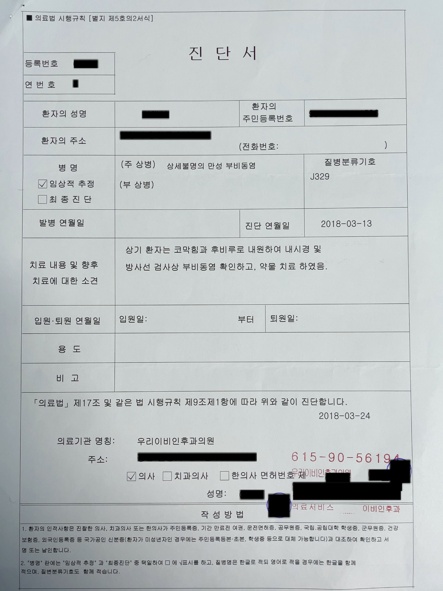 ■ 의료법 시행규칙 [별지 제5호의2서식]
진 단 서
등록번호
연 번호
환자의 성명
환자의
주민등록번호
환자의 주소
(전화번호: )
병 명
☑임상적 추정
☐최 종 진 단
(주 상병) 상세불명의 만성 부비동염
(부 상병)
질병분류기호
J329
발병 연월일
진단 연월일
2018-03-13
치료 내용 및 향후
치료에 대한 소견
상기 환자는 코막힘과 후비루로 내원하여 내시경 및
방사선 검사상 부비동염 확인하고, 약물 치료 하였음.
입원·퇴원 연월일
입원일: 부터
퇴원일:
용 도
비 고
「의료법」 제17조 및 같은 법 시행규칙 제9조제1항에 따라 위와 같이 진단합니다.
2018-03-24
의료기관 명칭: 우리이비인후과의원
주소:
615-90-56194
우리이비인후과의원
☑의사 ☐치과의사 ☐한의사 면허번호 제
성명:
의료서비스 이비인후과
작 성 방 법
1. 환자의 인적사항은 진찰한 의사, 치과의사 또는 한의사가 주민등록증, 기간 만료전 여권, 운전면허증, 공무원증, 국립.공립대학 학생증, 군무원증, 건강
보험증, 외국인등록증 등 국가공인 신분증(환자가 미성년자인 경우에는 주민등록등본·초본, 학생증 등으로 대체 가능합니다)과 대조하여 확인하고 서
명 또는 날인합니다.
2. "병명" 란에는 "임상적 추정" 과 "최종진단" 중 택일하여 □ 에 √표시를 하고, 질병명은 한글로 적되 영어로 적을 경우에는 한글을 함께
적으며, 질병분류기호도 함께 적습니다.